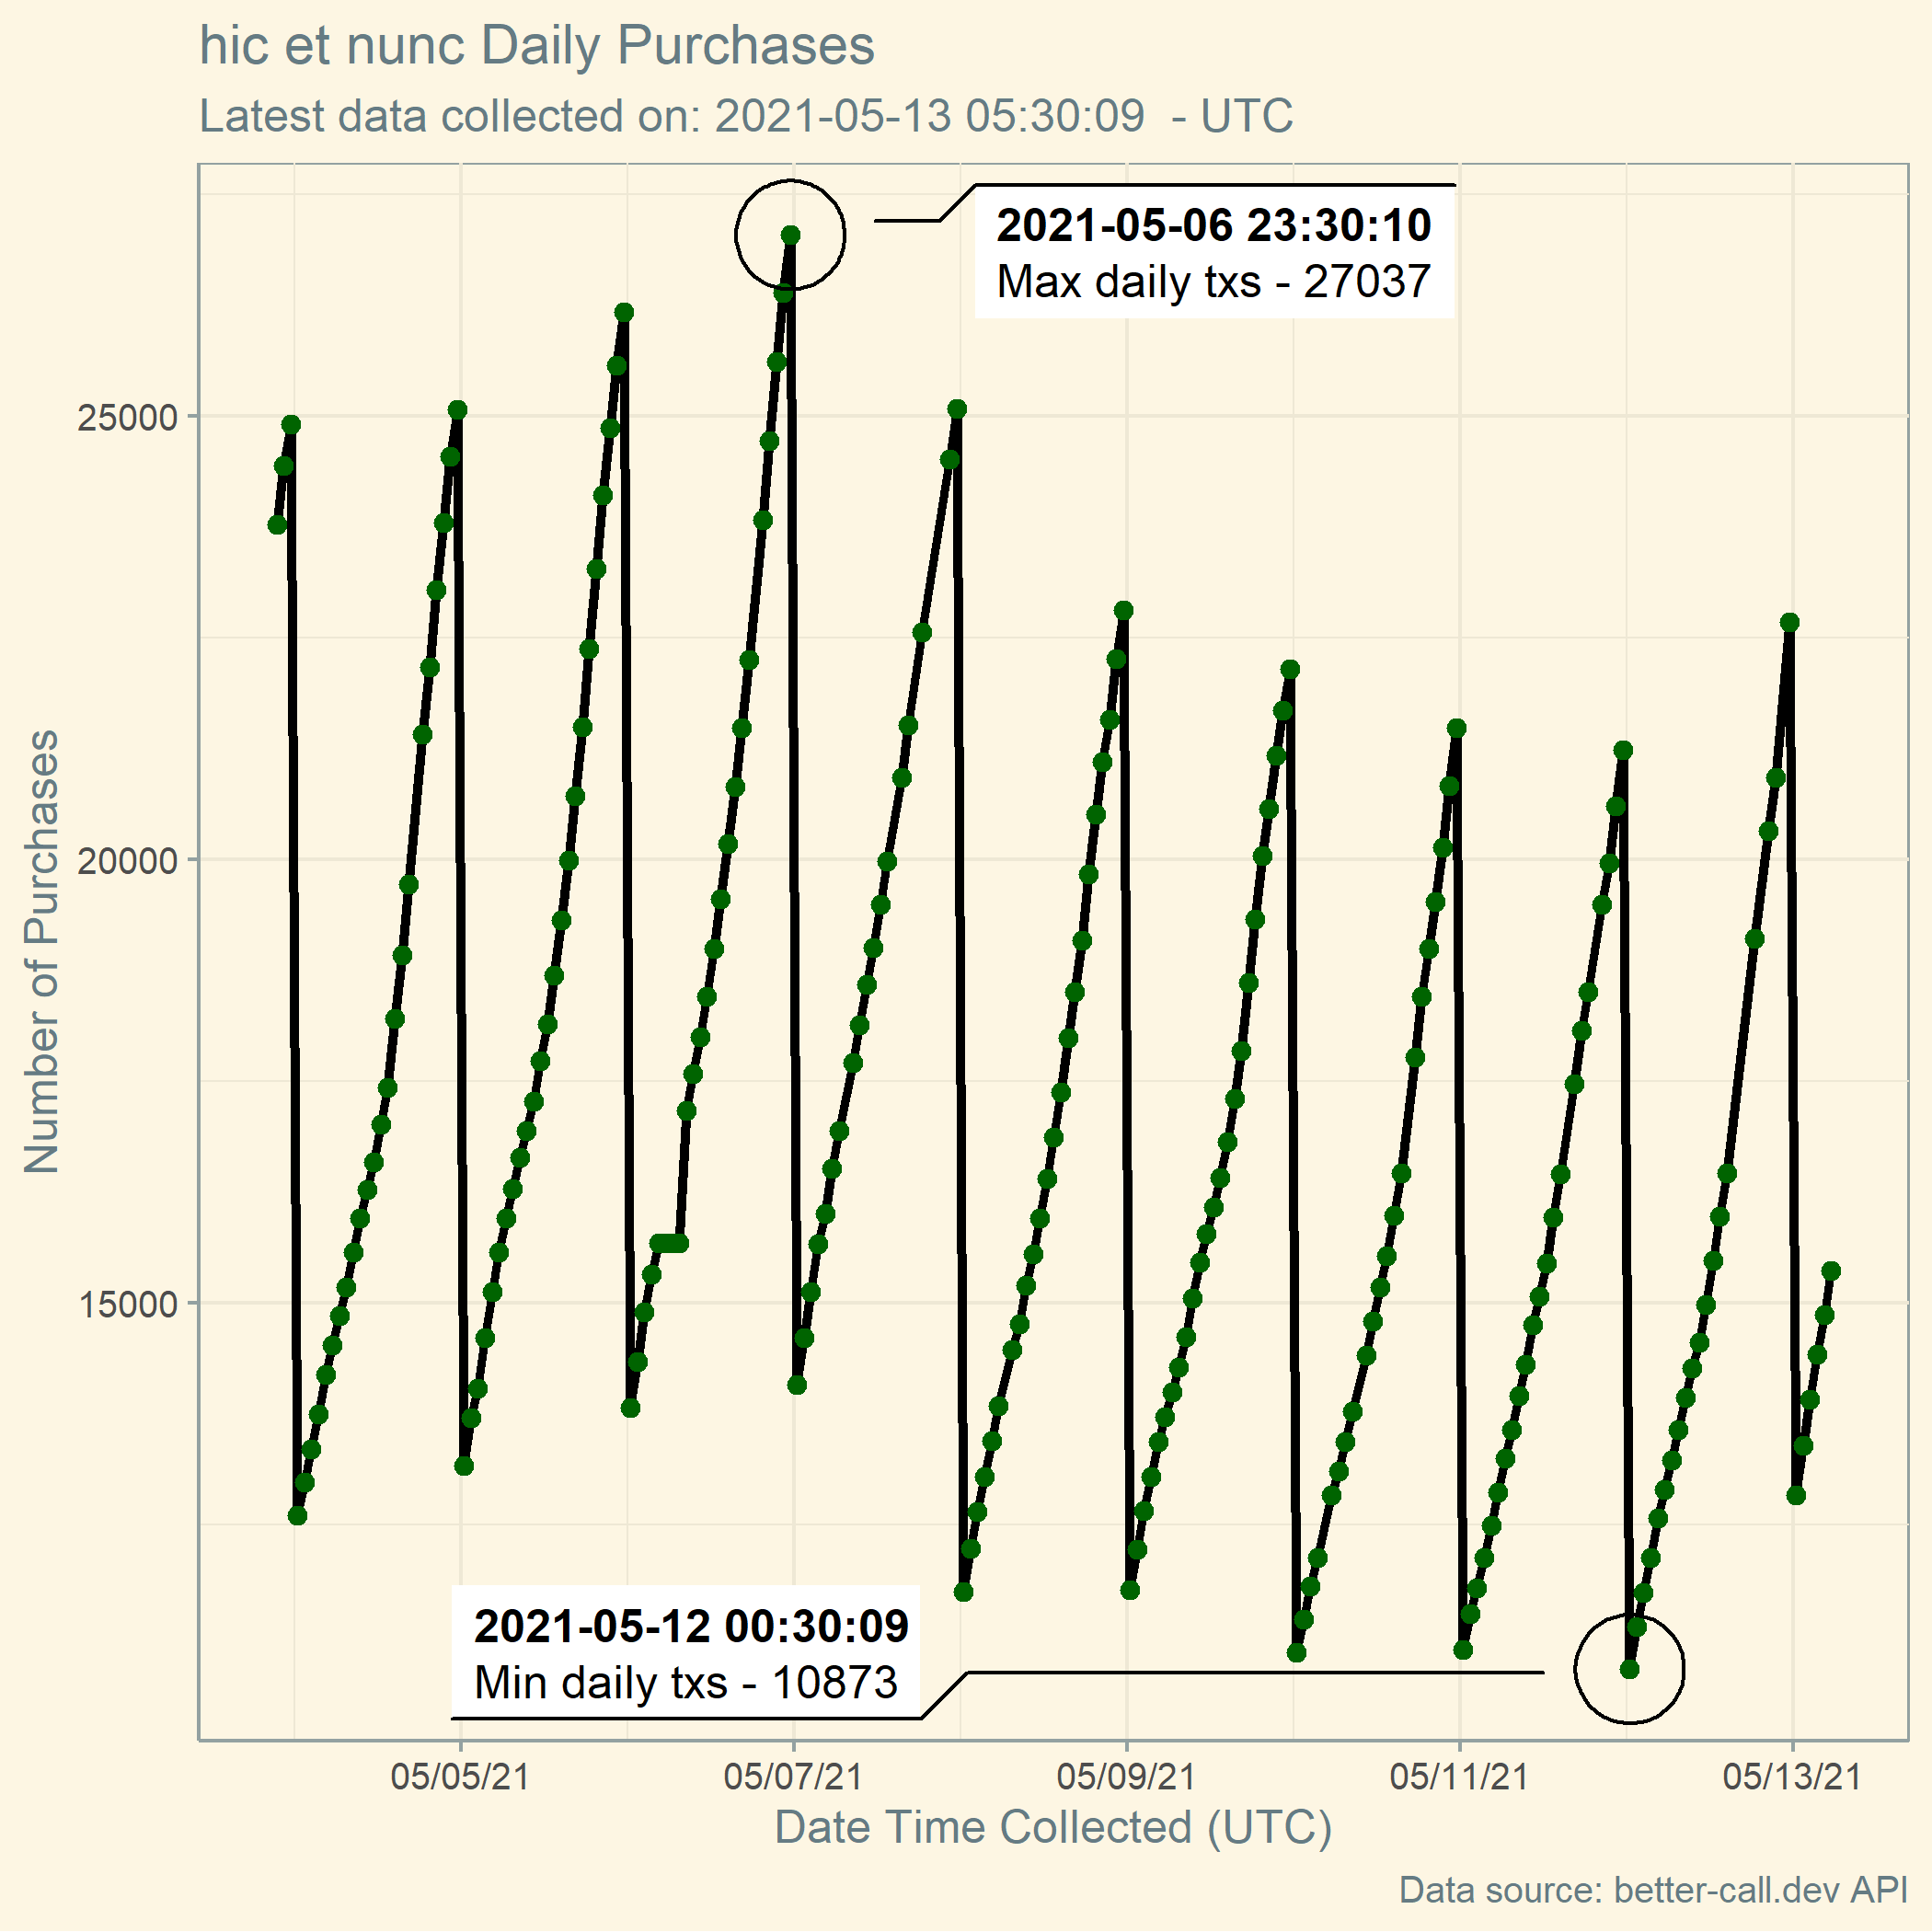 hic et nunc Daily Purchases
Latest data collected on: 2021-05-13 05:30:09  - UTC
2021-05-06 23:30:10
Max daily txs - 27037
25000
20000
15000
Number of Purchases
2021-05-12 00:30:09
Min daily txs - 10873
05/05/21
05/07/21
05/09/21
05/11/21
05/13/21
Date Time Collected (UTC)
Data source: better-call.dev API